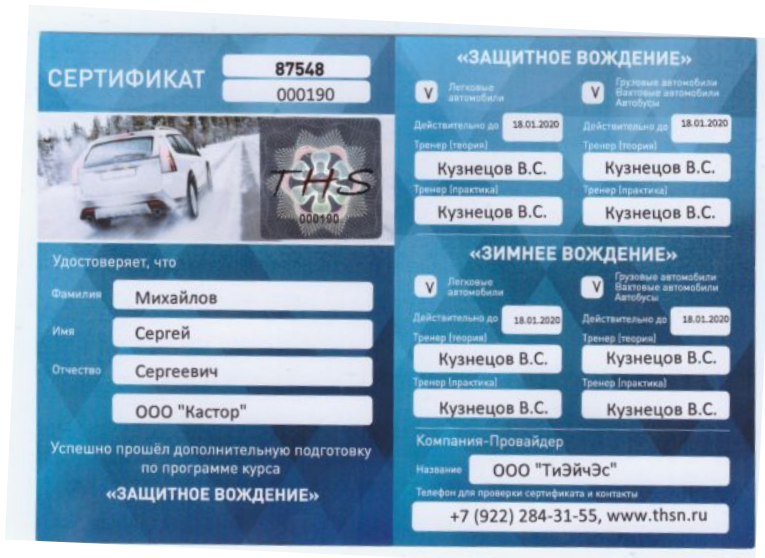 СЕРТИФИКАТ
87548
000190
THS
000190
Удостоверяет, что
Фамилия Михайлов
Имя Сергей
Отчество Сергеевич
ООО "Кастор"
Успешно прошёл дополнительную подготовку
по программе курса
«ЗАЩИТНОЕ ВОЖДЕНИЕ»
«ЗАЩИТНОЕ ВОЖДЕНИЕ»
V Легковые
автомобили
V Грузовые автомобили
Вахтовые автомобили
Автобусы
Действительно до 18.01.2020
Действительно до 18.01.2020
Тренер (теория)
Тренер (теория)
Кузнецов В.С.
Кузнецов В.С.
Тренер (практика)
Тренер (практика)
Кузнецов В.С.
Кузнецов В.С.
«ЗИМНЕЕ ВОЖДЕНИЕ»
V Легковые
автомобили
V Грузовые автомобили
Вахтовые автомобили
Автобусы
Действительно до 18.01.2020
Действительно до 18.01.2020
Тренер (теория)
Тренер (теория)
Кузнецов В.С.
Кузнецов В.С.
Тренер (практика)
Тренер (практика)
Кузнецов В.С.
Кузнецов В.С.
Компания-Провайдер
Название ООО "ТиЭйчЭс"
Телефон для проверки сертификата и контакты
+7 (922) 284-31-55, www.thsn.ru